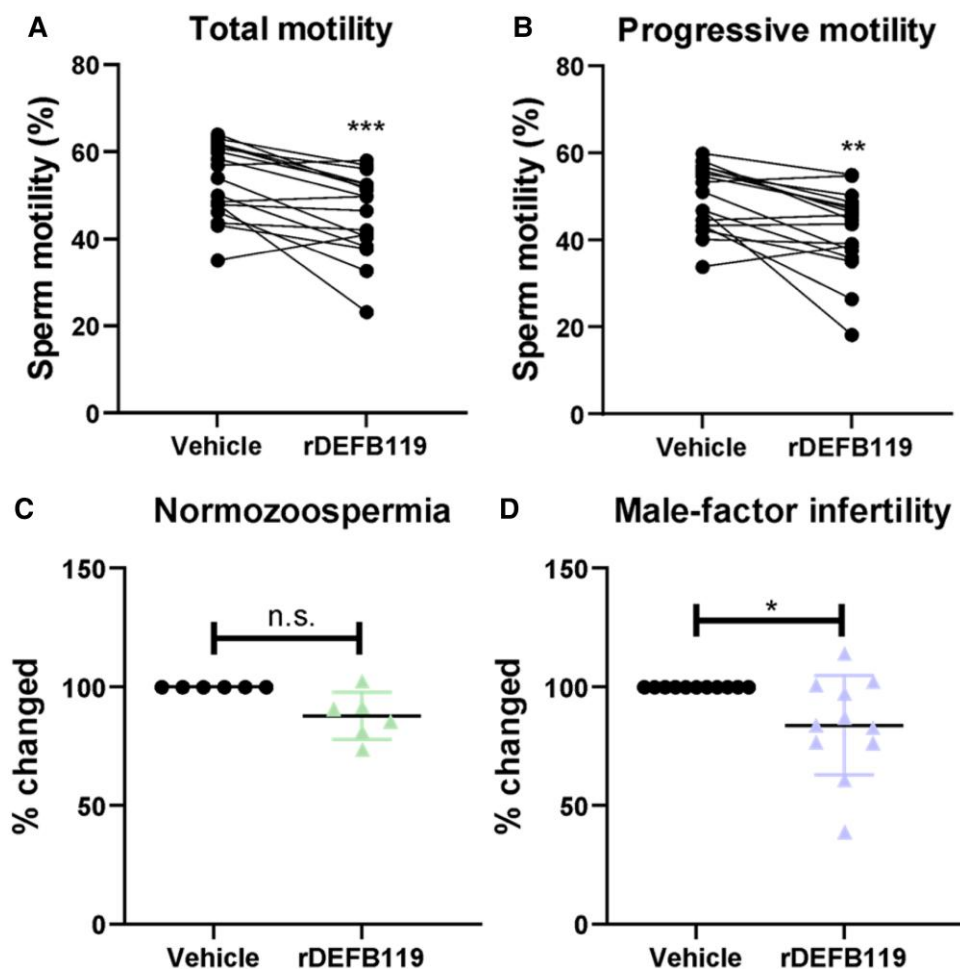 A
Total motility
Sperm motility (%)
80
60
40
20
0
***
Vehicle
rDEFB119
B
Progressive motility
Sperm motility (%)
80
60
40
20
0
**
Vehicle
rDEFB119
C
Normozoospermia
% changed
150
100
50
0
n.s.
Vehicle
rDEFB119
D
Male-factor infertility
% changed
150
100
50
0
*
Vehicle
rDEFB119